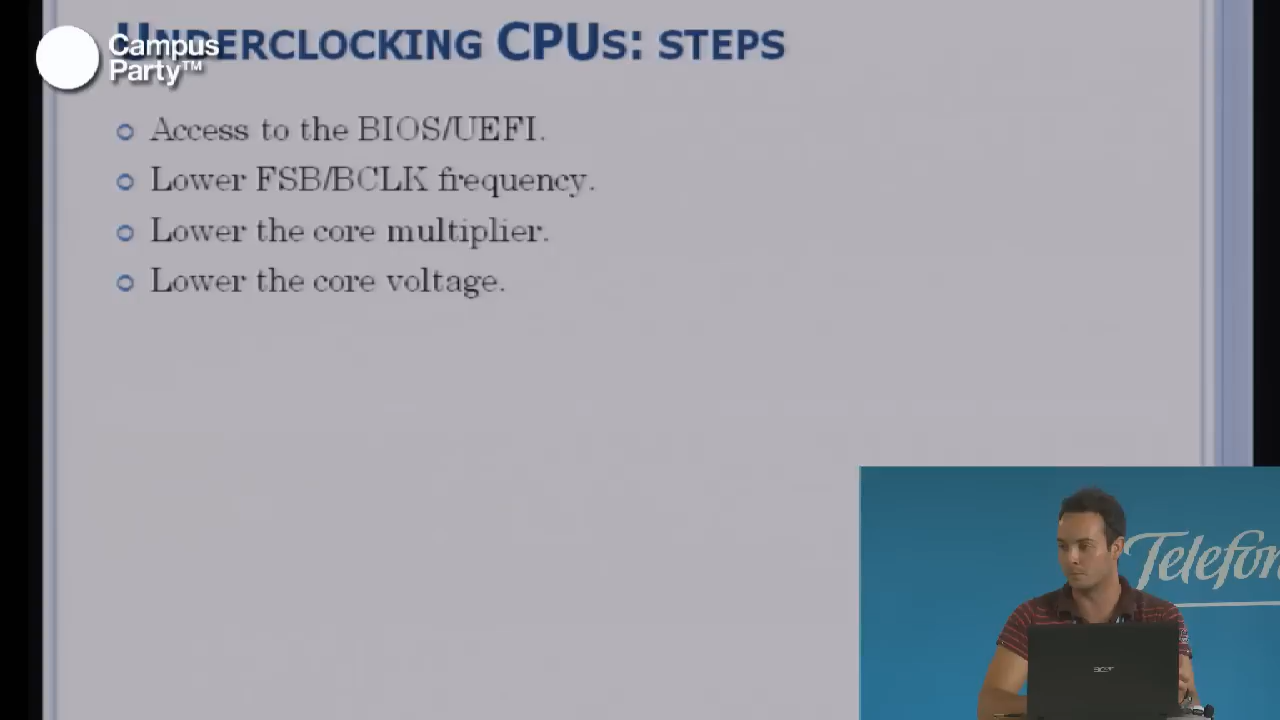 UNDERCLOCKING CPUS: STEPS
Campus
Party™
Access to the BIOS/UEFI.
Lower FSB/BCLK frequency.
Lower the core multiplier.
Lower the core voltage.
Telefon
acer